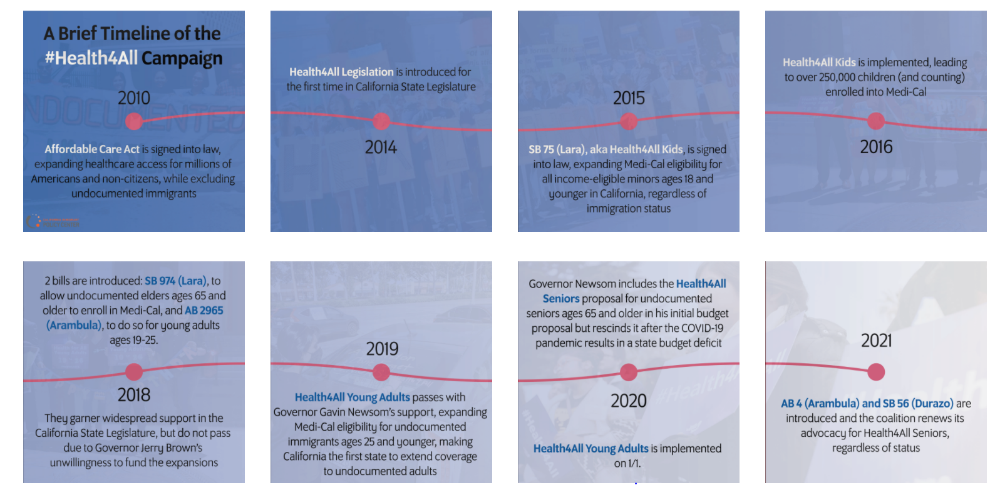 A Brief Timeline of the
#Health4All Campaign
2010
Affordable Care Act is signed into law,
expanding healthcare access for millions of
Americans and non-citizens, while excluding
undocumented immigrants
Health4All Legislation is introduced for
the first time in California State Legislature
2014
2015
SB 75 (Lara), aka Health4All Kids, is signed
into law, expanding Medi-Cal eligibility for
all income-eligible minors ages 18 and
younger in California, regardless of
immigration status
Health4All Kids is implemented, leading
to over 250,000 children (and counting)
enrolled into Medi-Cal
2016
2 bills are introduced: SB 974 (Lara), to
allow undocumented elders ages 65 and
older to enroll in Medi-Cal, and AB 2965
(Arambula), to do so for young adults
ages 19-25.
2018
They garner widespread support in the
California State Legislature, but do not pass
due to Governor Jerry Brown's
unwillingness to fund the expansions
2019
Health4All Young Adults passes with
Governor Gavin Newsom's support, expanding
Medi-Cal eligibility for undocumented
immigrants ages 25 and younger, making
California the first state to extend coverage
to undocumented adults
Governor Newsom includes the Health4All
Seniors proposal for undocumented
seniors ages 65 and older in his initial budget
proposal but rescinds it after the COVID-19
pandemic results in a state budget deficit
2020
Health4All Young Adults is implemented
on 1/1.
2021
AB 4 (Arambula) and SB 56 (Durazo) are
introduced and the coalition renews its
advocacy for Health4All Seniors,
regardless of status